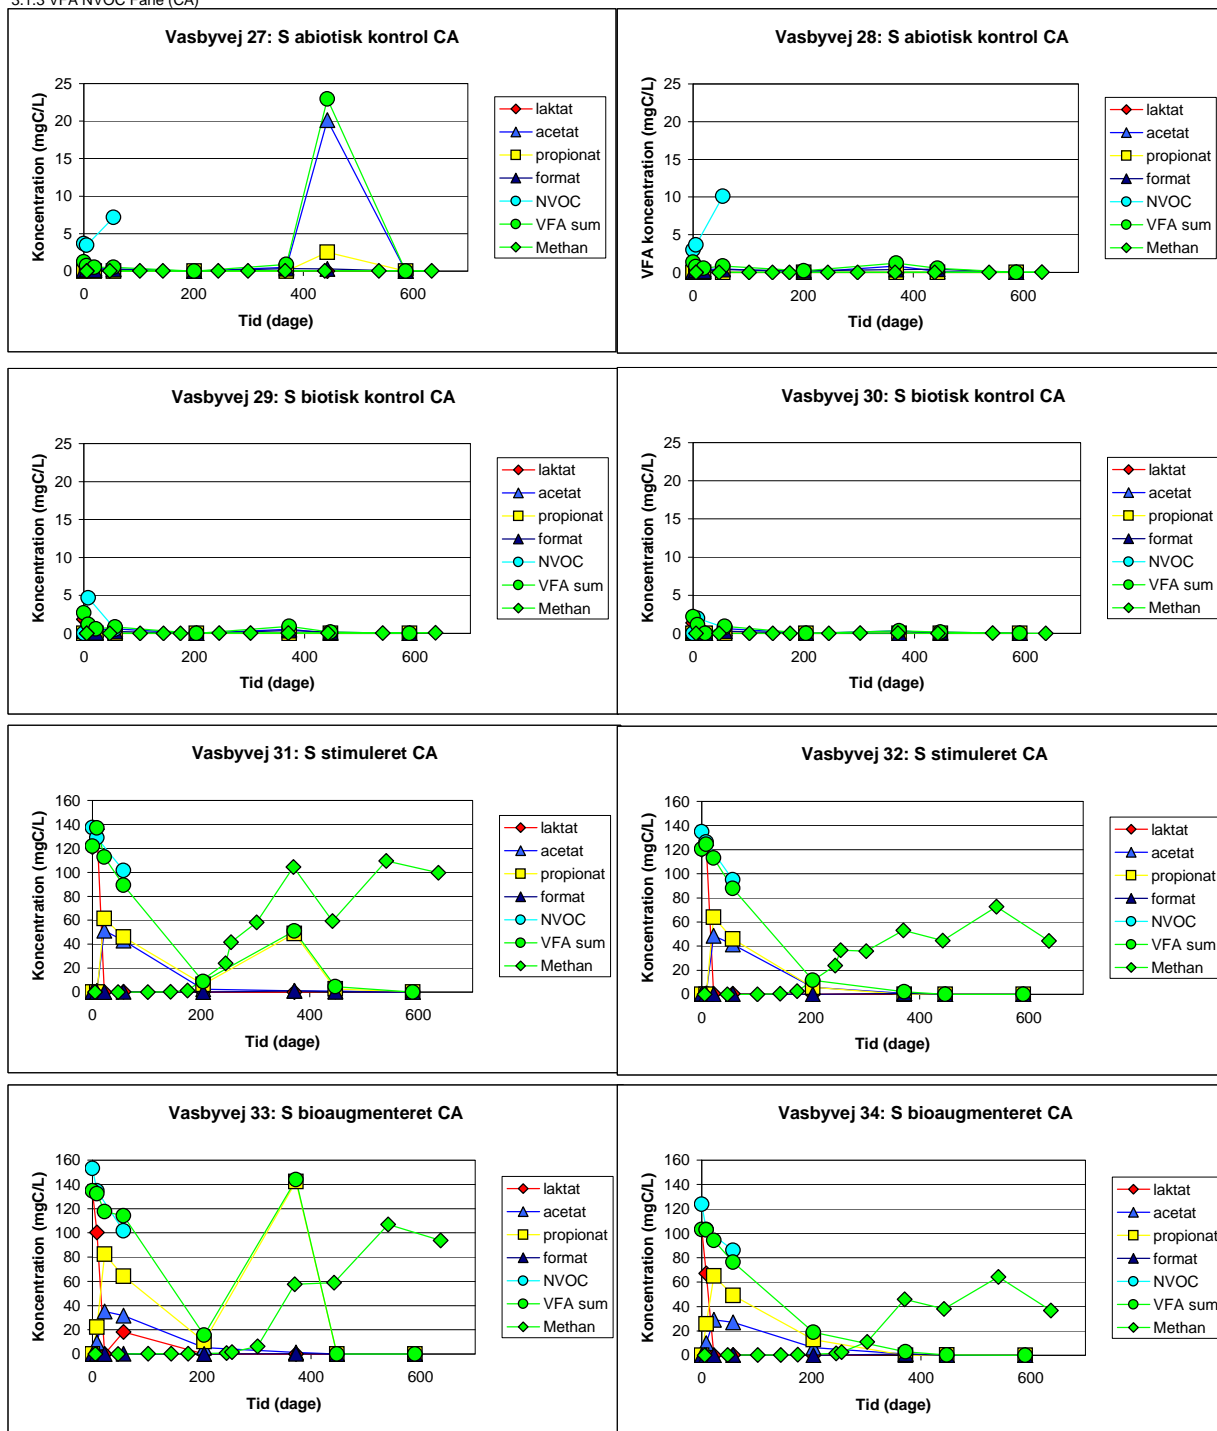 3.1.3 VFA NVOC Fane (CA)
Vasbyvej 27: S abiotisk kontrol CA
25
20
15
10
5
0
0
200
400
600
Koncentration (mgC/L)
Tid (dage)
laktat
acetat
propionat
format
NVOC
VFA sum
Methan
Vasbyvej 28: S abiotisk kontrol CA
25
20
15
10
5
0
0
200
400
600
VFA koncentration (mgC/L)
Tid (dage)
laktat
acetat
propionat
format
NVOC
VFA sum
Methan
Vasbyvej 29: S biotisk kontrol CA
25
20
15
10
5
0
0
200
400
600
Koncentration (mgC/L)
Tid (dage)
laktat
acetat
propionat
format
NVOC
VFA sum
Methan
Vasbyvej 30: S biotisk kontrol CA
25
20
15
10
5
0
0
200
400
600
Koncentration (mgC/L)
Tid (dage)
laktat
acetat
propionat
format
NVOC
VFA sum
Methan
Vasbyvej 31: S stimuleret CA
160
140
120
100
80
60
40
20
0
0
200
400
600
Koncentration (mgC/L)
Tid (dage)
laktat
acetat
propionat
format
NVOC
VFA sum
Methan
Vasbyvej 32: S stimuleret CA
160
140
120
100
80
60
40
20
0
0
200
400
600
Koncentration (mgC/L)
Tid (dage)
laktat
acetat
propionat
format
NVOC
VFA sum
Methan
Vasbyvej 33: S bioaugmenteret CA
160
140
120
100
80
60
40
20
0
0
200
400
600
Koncentration (mgC/L)
Tid (dage)
laktat
acetat
propionat
format
NVOC
VFA sum
Methan
Vasbyvej 34: S bioaugmenteret CA
160
140
120
100
80
60
40
20
0
0
200
400
600
Koncentration (mgC/L)
Tid (dage)
laktat
acetat
propionat
format
NVOC
VFA sum
Methan